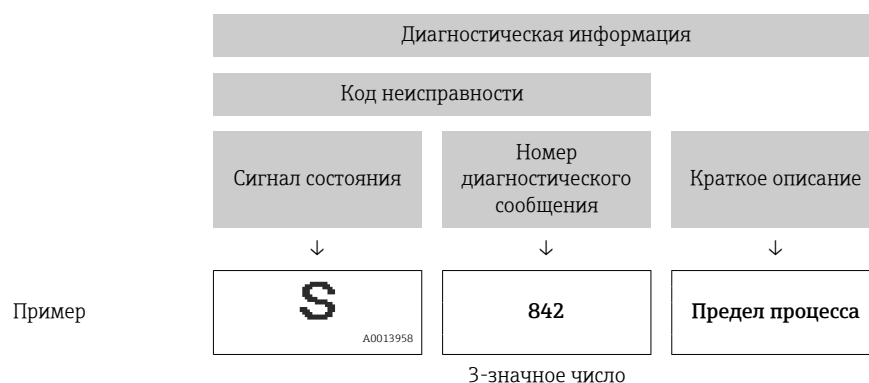 Диагностическая информация
Код неисправности
Сигнал состояния
Номер
диагностического
сообщения
Краткое описание
↓ ↓ ↓
Пример
S
A0013958
842
Предел процесса
3-значное число